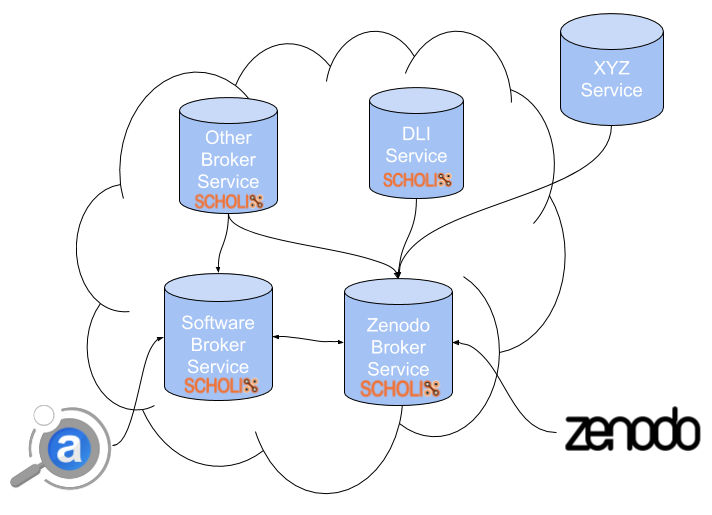 XYZ
Service
Other
Broker
Service
SCHOLIX
DLI
Service
SCHOLIX
Software
Broker
Service
SCHOLIX
Zenodo
Broker
Service
SCHOLIX
a
zenodo